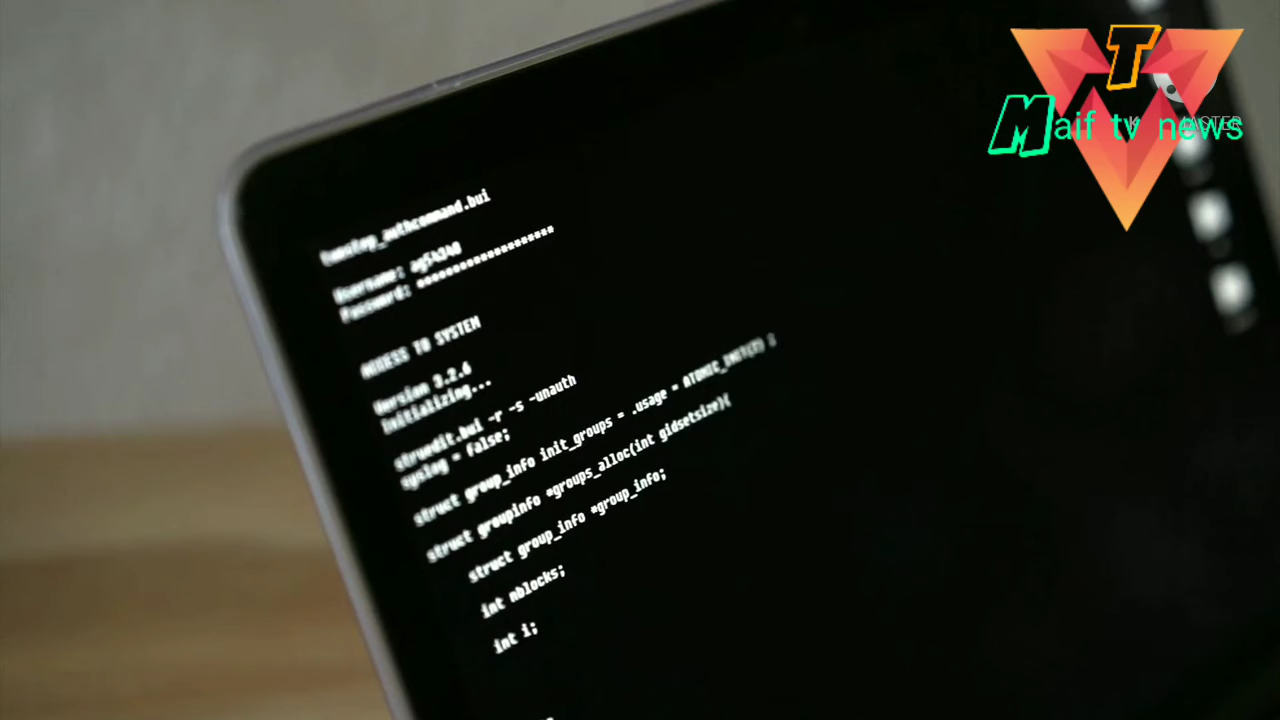 T
Maif tv news
Username: ag54340
Password: ********************
ACCESS TO SYSTEM
Version 3.2.6
Initializing...
struedit.bui -r -s -unauth
syslog = false;
struct group_info init_groups = .usage = ATOMIC_INIT(2) ;
struct groupinfo *groups_alloc(int gidsetsize){
struct group_info *group_info;
int nblocks;
int i;